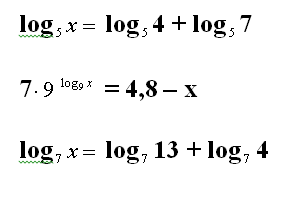 log₅ x = log₅ 4 + log₅ 7
7· 9 ^{log₉ x} = 4,8 – x
log₇ x = log₇ 13 + log₇ 4